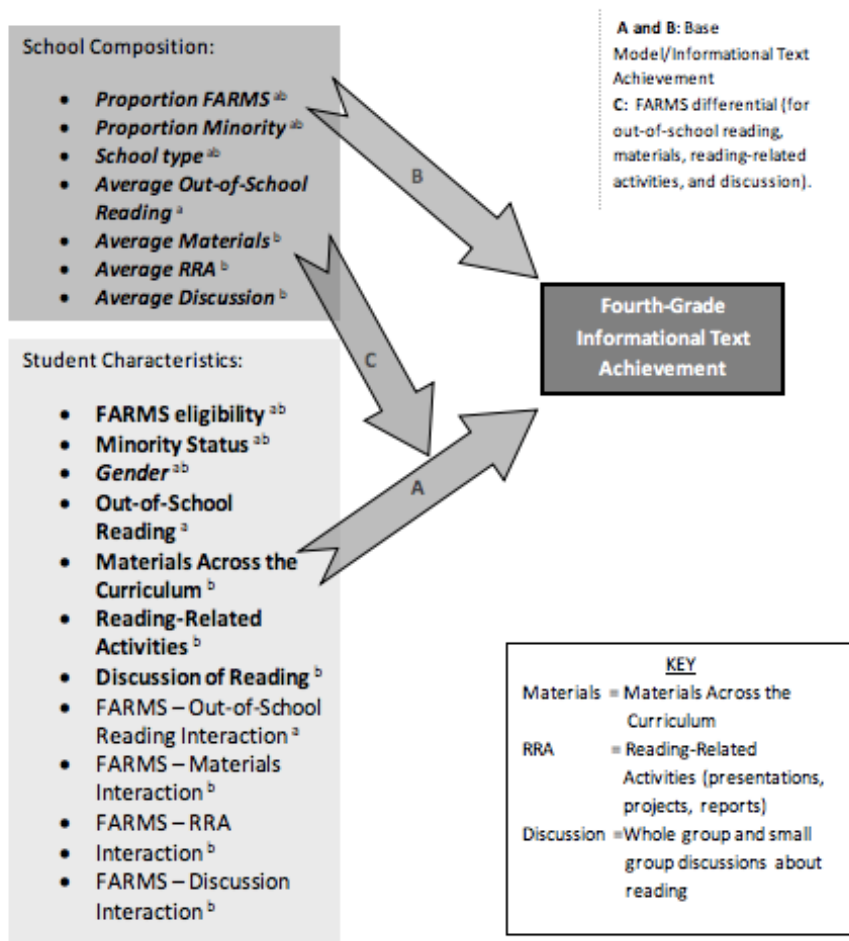 School Composition:
• Proportion FARMS ab
• Proportion Minority ab
• School type ab
• Average Out-of-School
Reading a
• Average Materials b
• Average RRA b
• Average Discussion b
Student Characteristics:
• FARMS eligibility ab
• Minority Status ab
• Gender ab
• Out-of-School
Reading a
• Materials Across the
Curriculum b
• Reading-Related
Activities b
• Discussion of Reading b
• FARMS – Out-of-School
Reading Interaction a
• FARMS – Materials
Interaction b
• FARMS – RRA
• Interaction b
• FARMS – Discussion
Interaction b
B
C
A
A and B: Base
Model/Informational Text
Achievement
C: FARMS differential (for
out-of-school reading,
materials, reading-related
activities, and discussion).
Fourth-Grade
Informational Text
Achievement
KEY
Materials = Materials Across the
Curriculum
RRA = Reading-Related
Activities (presentations,
projects, reports)
Discussion =Whole group and small
group discussions about
reading